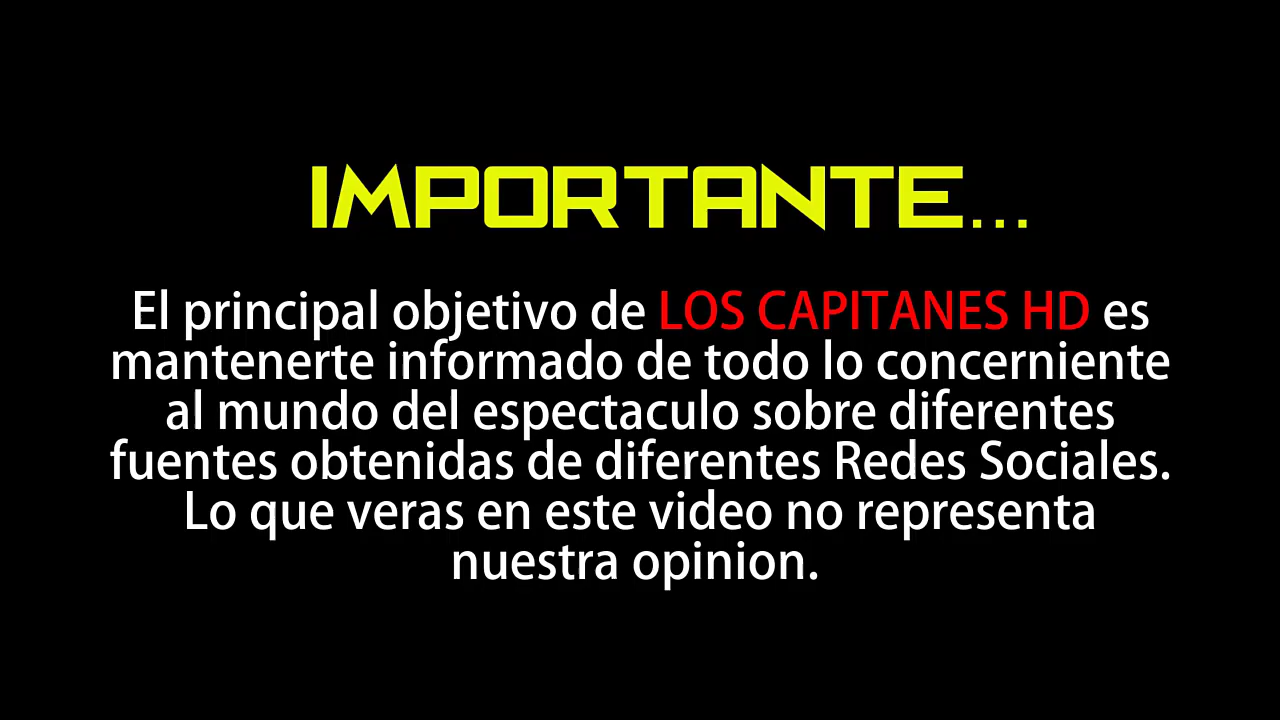 IMPORTANTE...
El principal objetivo de LOS CAPITANES HD es
mantenerte informado de todo lo concerniente
al mundo del espectaculo sobre diferentes
fuentes obtenidas de diferentes Redes Sociales.
Lo que veras en este video no representa
nuestra opinion.